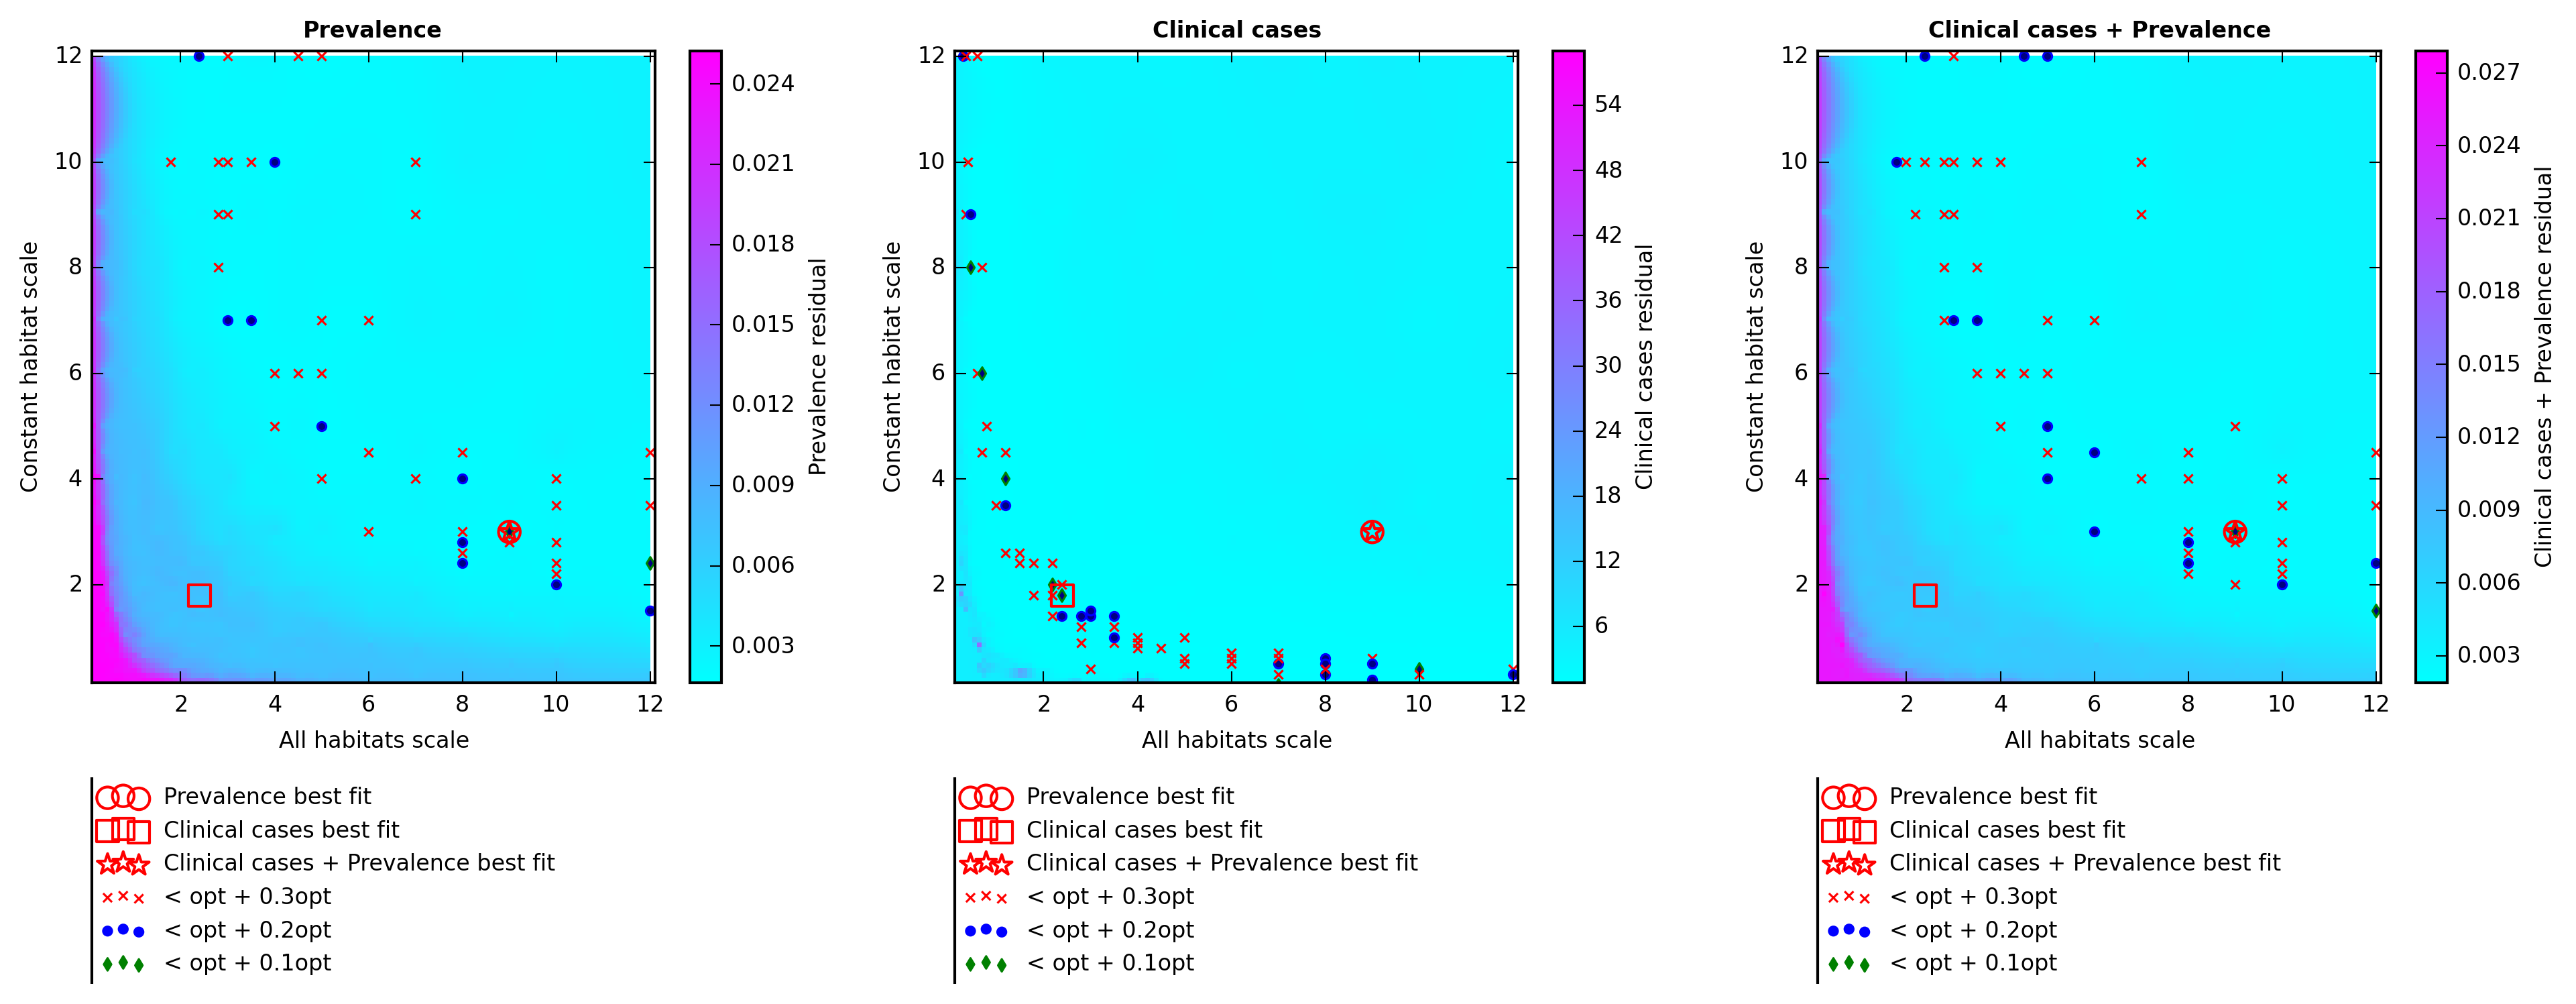 Prevalence
12
10
8
6
4
2
2 4 6 8 10 12
Constant habitat scale
All habitats scale
0.024
0.021
0.018
0.015
0.012
0.009
0.006
0.003
Prevalence residual
Prevalence best fit
Clinical cases best fit
Clinical cases + Prevalence best fit
< opt + 0.3opt
< opt + 0.2opt
< opt + 0.1opt
Clinical cases
12
10
8
6
4
2
2 4 6 8 10 12
Constant habitat scale
All habitats scale
54
48
42
36
30
24
18
12
6
Clinical cases residual
Prevalence best fit
Clinical cases best fit
Clinical cases + Prevalence best fit
< opt + 0.3opt
< opt + 0.2opt
< opt + 0.1opt
Clinical cases + Prevalence
12
10
8
6
4
2
2 4 6 8 10 12
Constant habitat scale
All habitats scale
0.027
0.024
0.021
0.018
0.015
0.012
0.009
0.006
0.003
Clinical cases + Prevalence residual
Prevalence best fit
Clinical cases best fit
Clinical cases + Prevalence best fit
< opt + 0.3opt
< opt + 0.2opt
< opt + 0.1opt